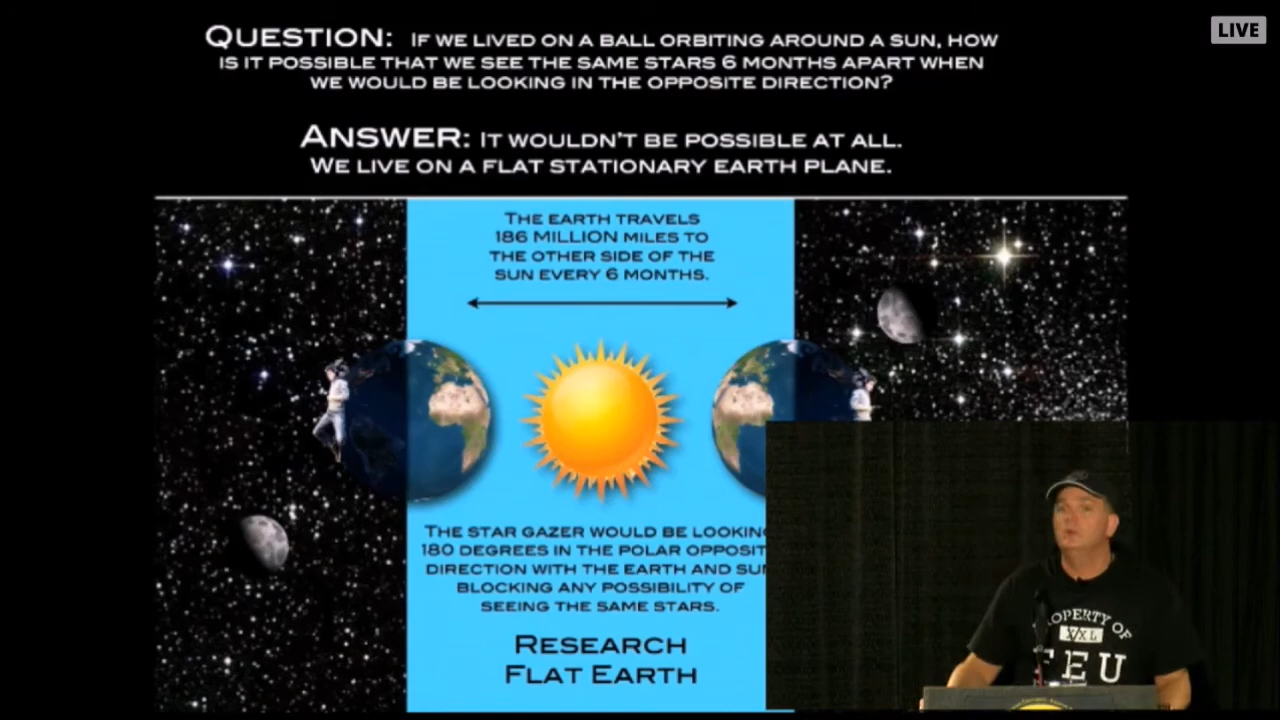 LIVE
QUESTION: IF WE LIVED ON A BALL ORBITING AROUND A SUN, HOW
IS IT POSSIBLE THAT WE SEE THE SAME STARS 6 MONTHS APART WHEN
WE WOULD BE LOOKING IN THE OPPOSITE DIRECTION?
ANSWER: IT WOULDN'T BE POSSIBLE AT ALL.
WE LIVE ON A FLAT STATIONARY EARTH PLANE.
THE EARTH TRAVELS
186 MILLION MILES TO
THE OTHER SIDE OF THE
SUN EVERY 6 MONTHS.
THE STAR GAZER WOULD BE LOOKIN
180 DEGREES IN THE POLAR OPPOSIT
DIRECTION WITH THE EARTH AND SU
BLOCKING ANY POSSIBILITY OF
SEEING THE SAME STARS.
RESEARCH
FLAT EARTH
ROPERTY OF
XXL
FEU